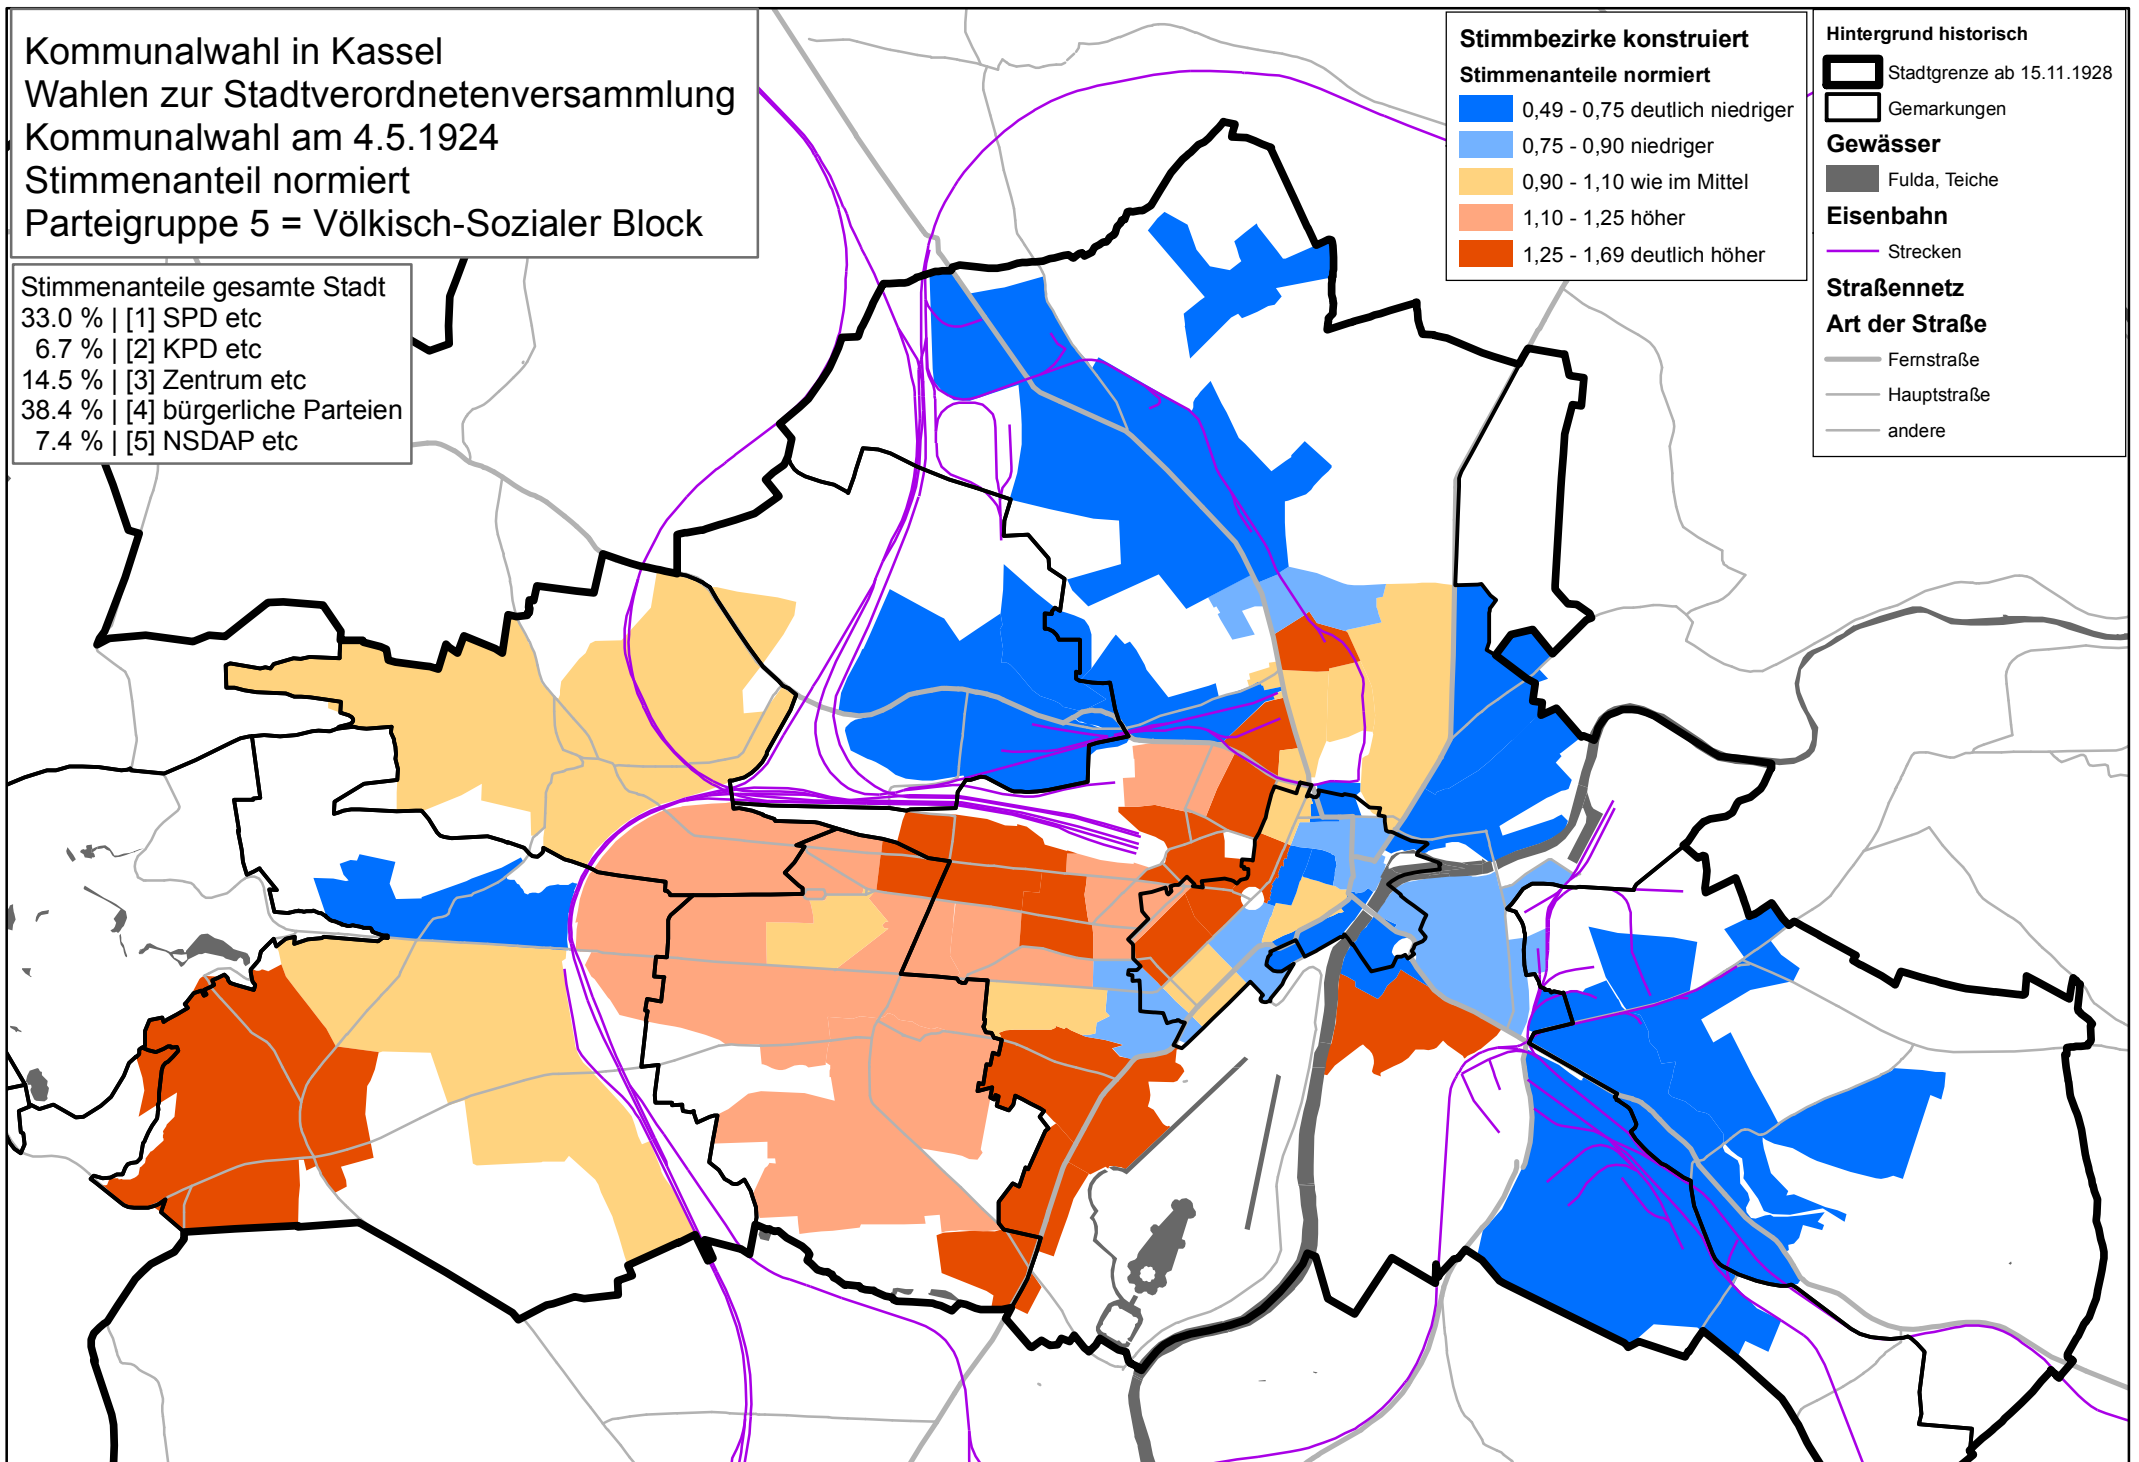 Kommunalwahl in Kassel
Wahlen zur Stadtverordnetenversammlung
Kommunalwahl am 4.5.1924
Stimmenanteil normiert
Parteigruppe 5 = Völkisch-Sozialer Block
Stimmenanteile gesamte Stadt
33.0 % | [1] SPD etc
6.7 % | [2] KPD etc
14.5 % | [3] Zentrum etc
38.4 % | [4] bürgerliche Parteien
7.4 % | [5] NSDAP etc
Stimmbezirke konstruiert
Stimmenanteile normiert
0,49 - 0,75 deutlich niedriger
0,75 - 0,90 niedriger
0,90 - 1,10 wie im Mittel
1,10 - 1,25 höher
1,25 - 1,69 deutlich höher
Hintergrund historisch
Stadtgrenze ab 15.11.1928
Gemarkungen
Gewässer
Fulda, Teiche
Eisenbahn
Strecken
Straßennetz
Art der Straße
Fernstraße
Hauptstraße
andere